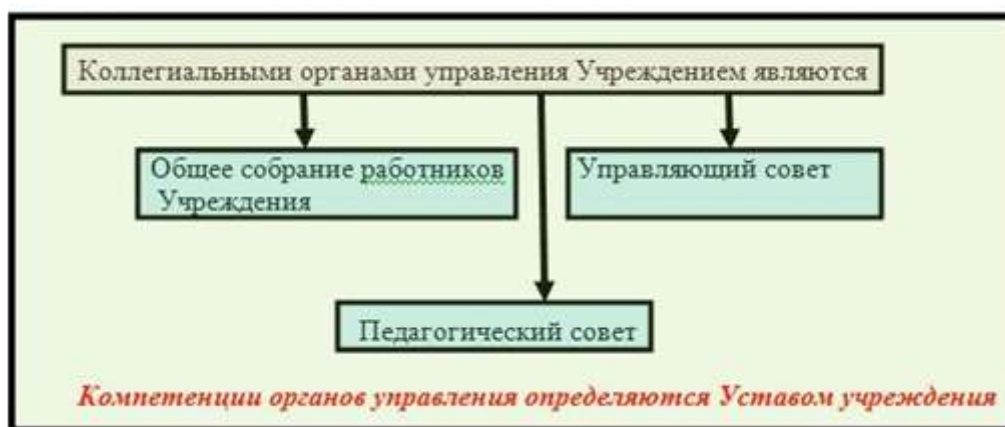 Коллегиальными органами управления Учреждением являются
Общее собрание работников
Учреждения
Управляющий совет
Педагогический совет
Компетенции органов управления определяются Уставом учреждения